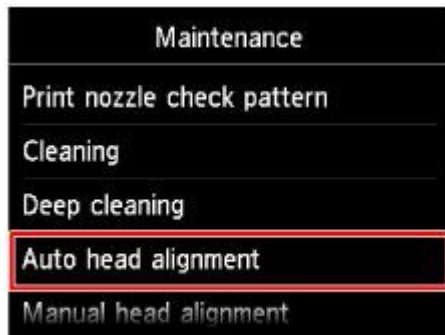 Maintenance
Print nozzle check pattern
Cleaning
Deep cleaning
Auto head alignment
Manual head alignment